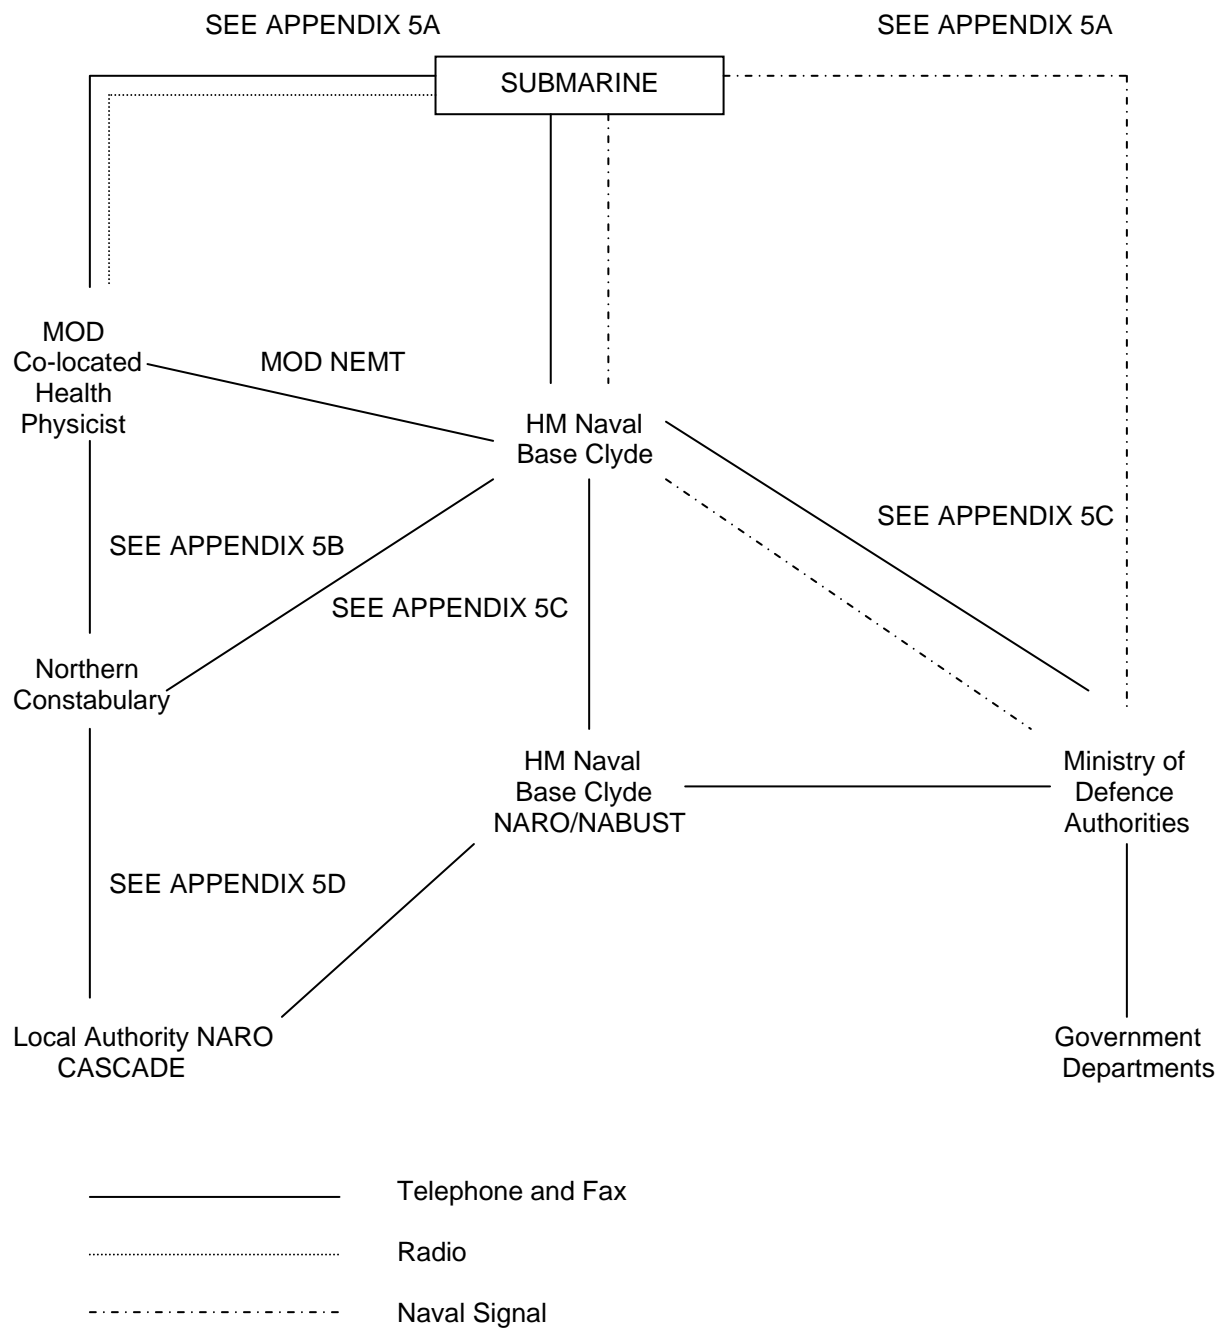 SEE APPENDIX 5A
SEE APPENDIX 5A
SUBMARINE
MOD
Co-located
Health
Physicist
MOD NEMT
HM Naval
Base Clyde
SEE APPENDIX 5C
SEE APPENDIX 5B
SEE APPENDIX 5C
Northern
Constabulary
HM Naval
Base Clyde
NARO/NABUST
Ministry of
Defence
Authorities
SEE APPENDIX 5D
Local Authority NARO
CASCADE
Government
Departments
Telephone and Fax
Radio
Naval Signal